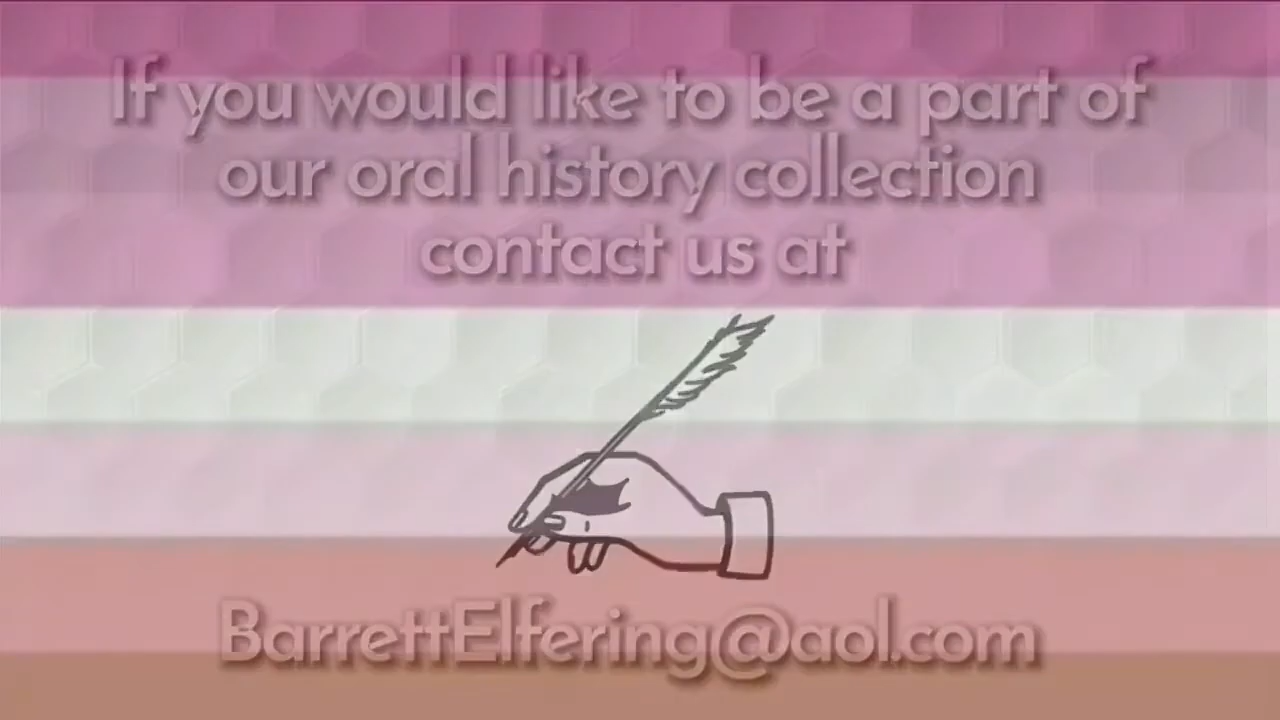 If you would like to be a part of
our oral history collection
contact us at
BarrettElfering@aol.com